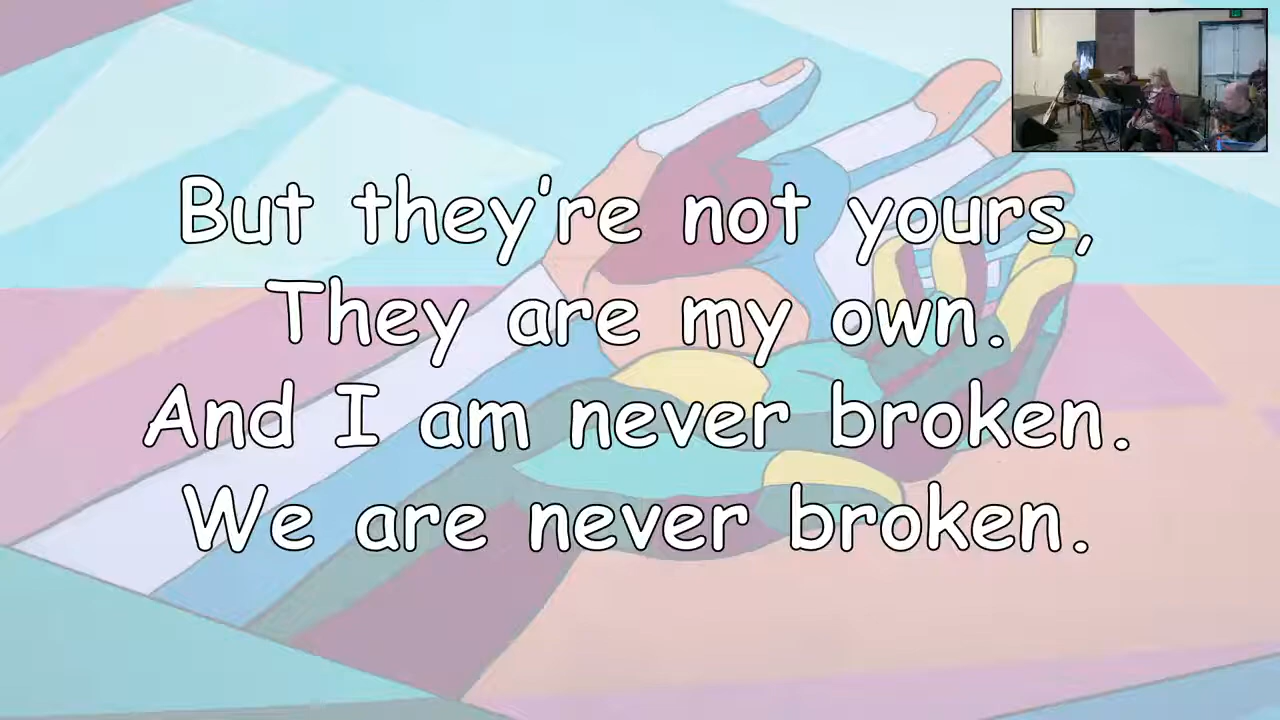 But they're not yours,
They are my own.
And I am never broken.
We are never broken.